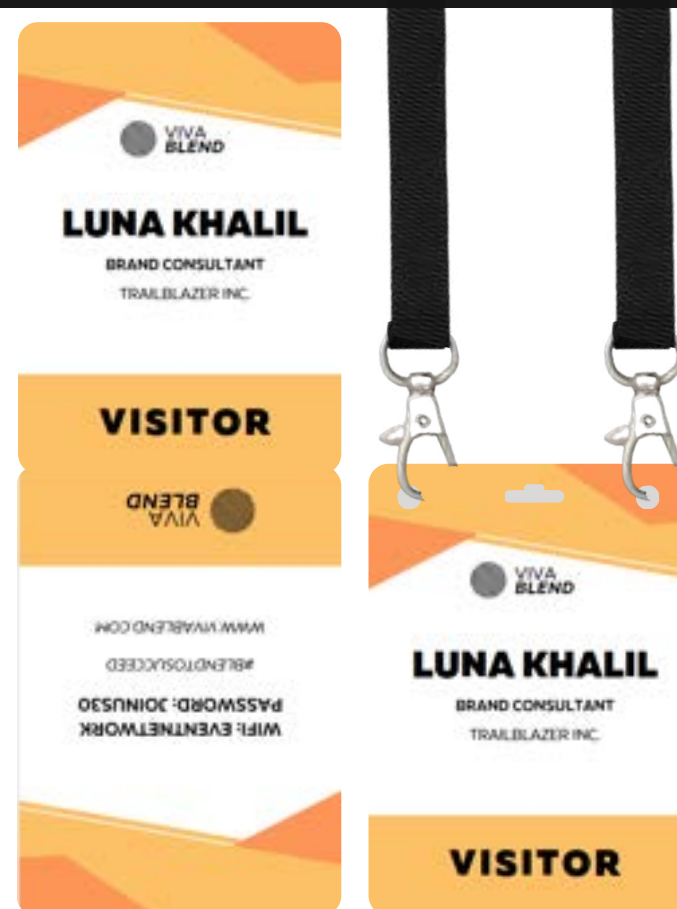 VIVA
BLEND
LUNA KHALIL
BRAND CONSULTANT
TRAILBLAZER INC.
VISITOR
WIFI: EVENTNETWORK
PASSWORD: JOINUS30
#BLENDTOSUCCEED
WWW.VIVABLEND.COM
VIVA
BLEND
VIVA
BLEND
LUNA KHALIL
BRAND CONSULTANT
TRAILBLAZER INC.
VISITOR